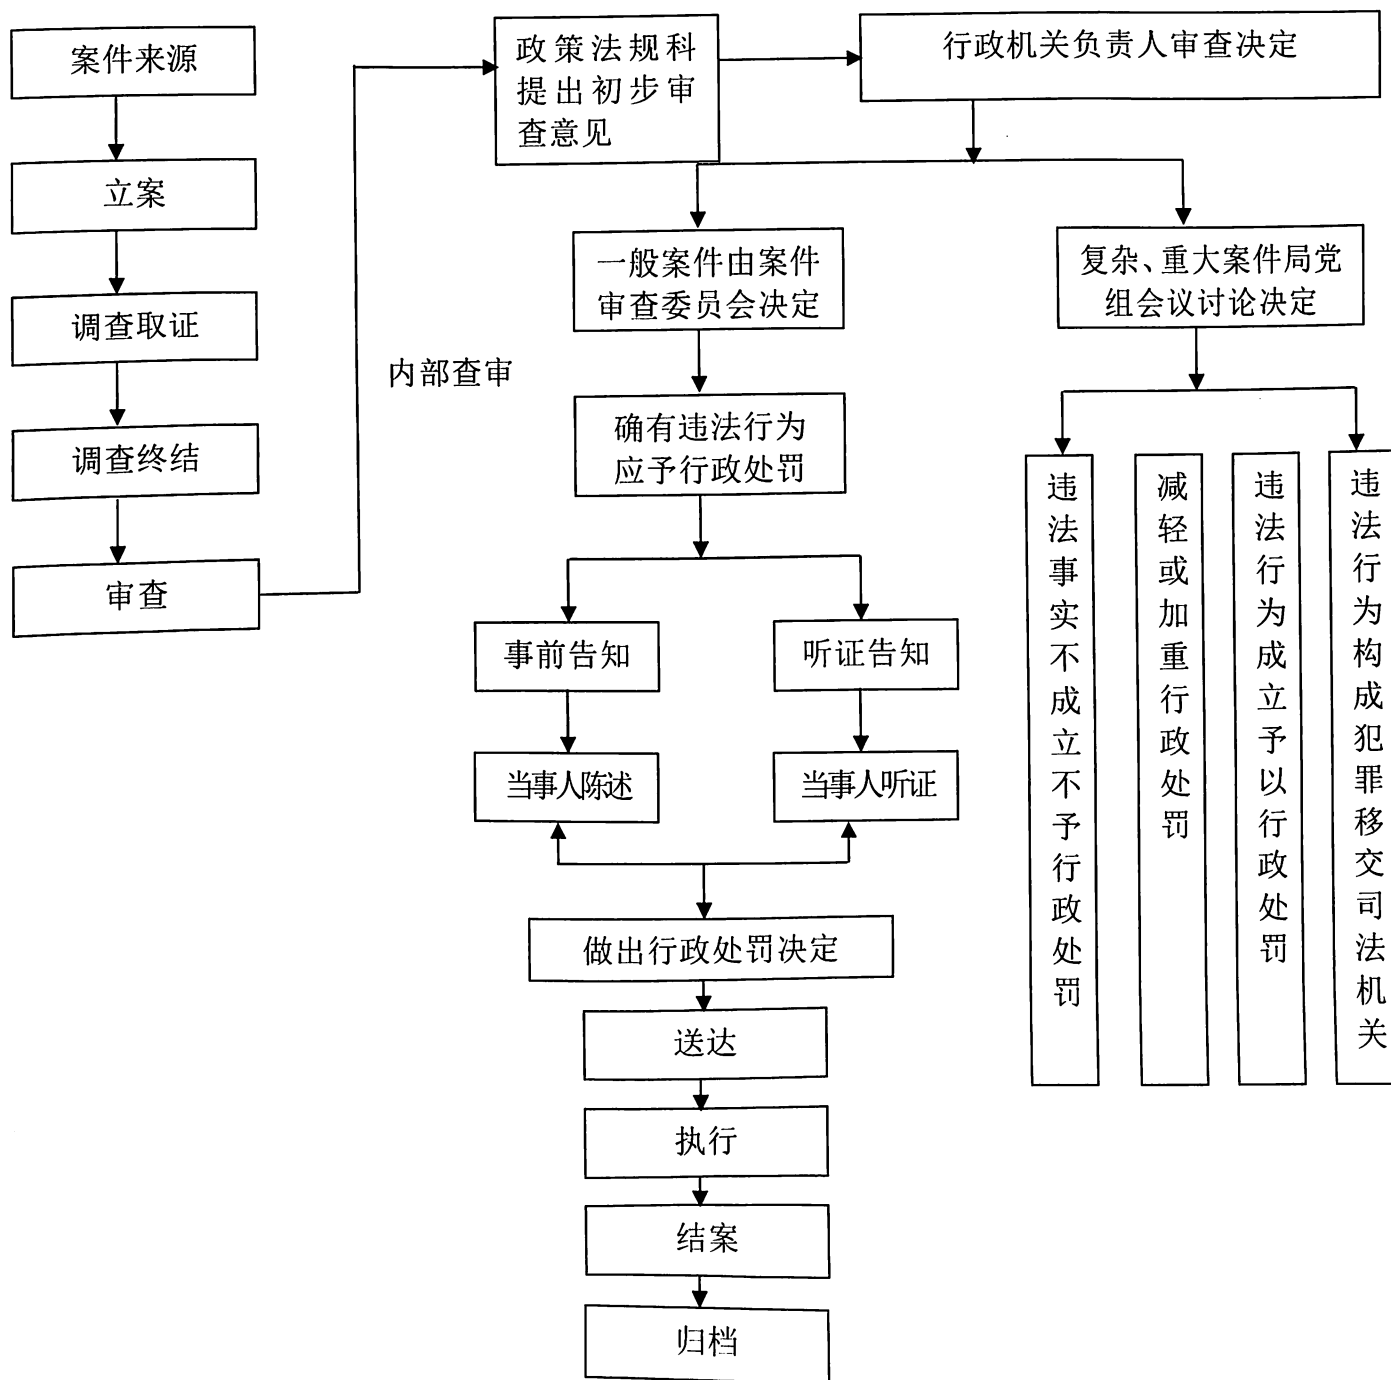 案件来源
立案
调查取证
调查终结
审查
内部查审
政策法规科
提出初步审
查意见
行政机关负责人审查决定
一般案件由案件
审查委员会决定
复杂、重大案件局党
组会议讨论决定
确有违法行为
应予行政处罚
事前告知
听证告知
当事人陈述
当事人听证
做出行政处罚决定
送达
执行
结案
归档
违法事实不成立不予行政处罚
减轻或加重行政处罚
违法行为成立予以行政处罚
违法行为构成犯罪移交司法机关